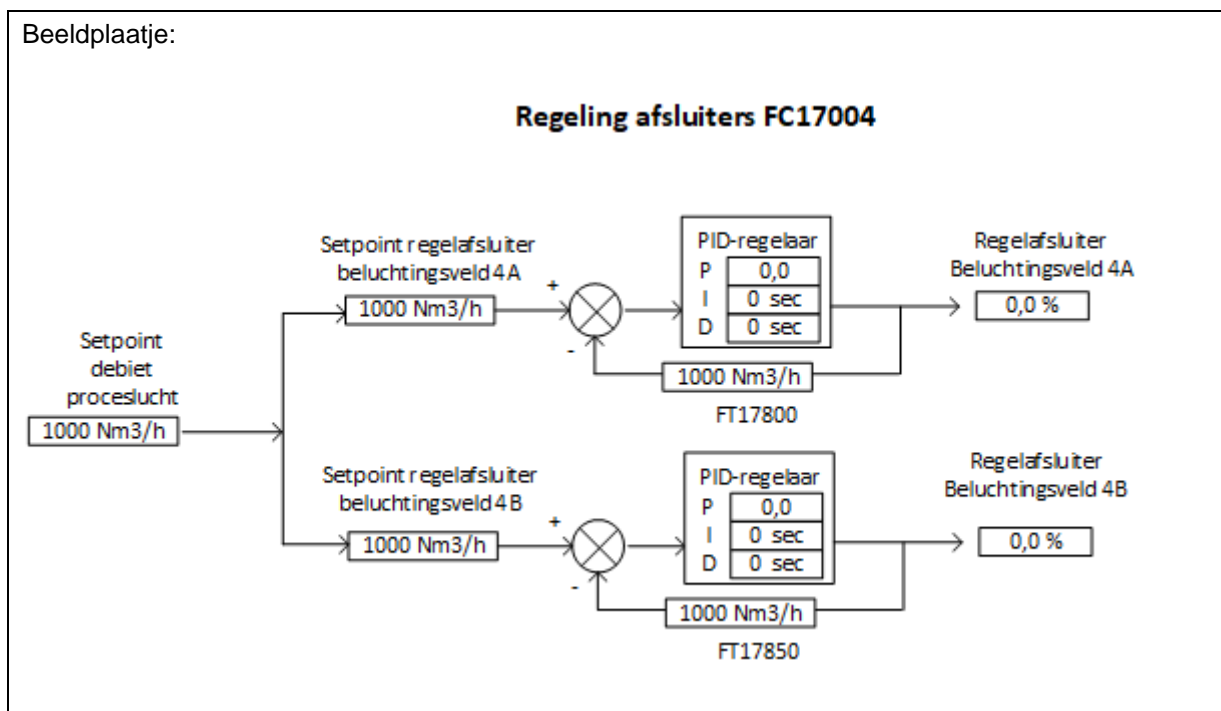 Beeldplaatje:
Regeling afsluiters FC17004
Setpoint regelafsluiter
beluchtingsveld 4A
1000 Nm3/h
+
-
PID-regelaar
P 0,0
I 0 sec
D 0 sec
1000 Nm3/h
FT17800
Regelafsluiter
Beluchtingsveld 4A
0,0 %
Setpoint
debiet
proceslucht
1000 Nm3/h
Setpoint regelafsluiter
beluchtingsveld 4B
1000 Nm3/h
+
-
PID-regelaar
P 0,0
I 0 sec
D 0 sec
1000 Nm3/h
FT17850
Regelafsluiter
Beluchtingsveld 4B
0,0 %